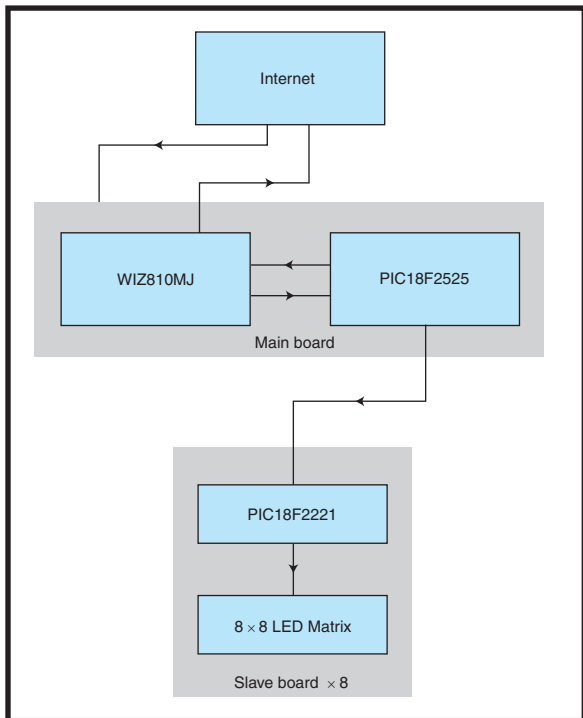 Internet
WIZ810MJ
PIC18F2525
Main board
PIC18F2221
8 × 8 LED Matrix
Slave board × 8